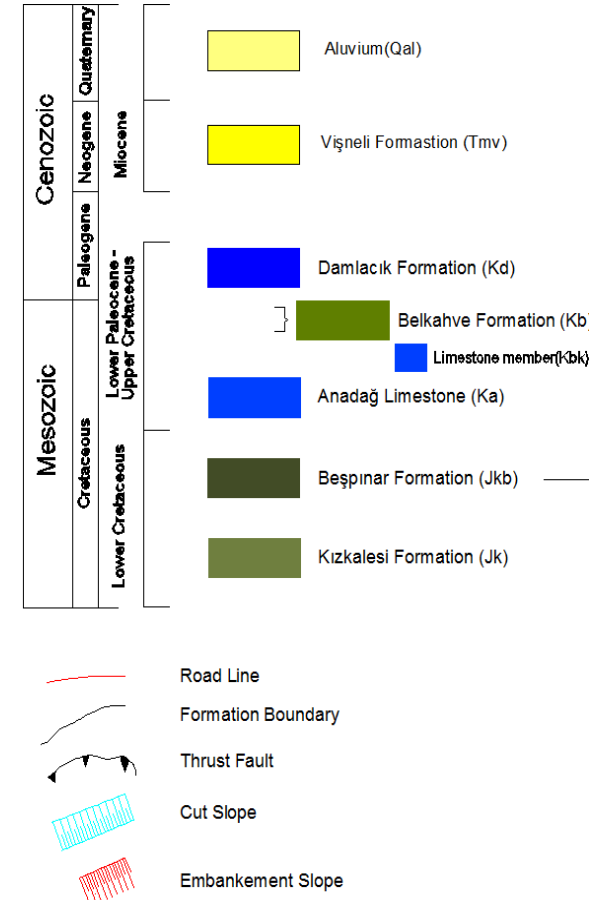 Cenozoic
Mesozoic
Quaternary
Neogene
Paleogene
Cretaceous
Miocene
Lower Paleocene -
Upper Cretaceous
Lower Cretaceous
Aluvium(Qal)
Vişneli Formastion (Tmv)
Damlacık Formation (Kd)
Belkahve Formation (Kb)
Limestone member(Kbk)
Anadağ Limestone (Ka)
Beşpınar Formation (Jkb)
Kızkalesi Formation (Jk)
Road Line
Formation Boundary
Thrust Fault
Cut Slope
Embankement Slope